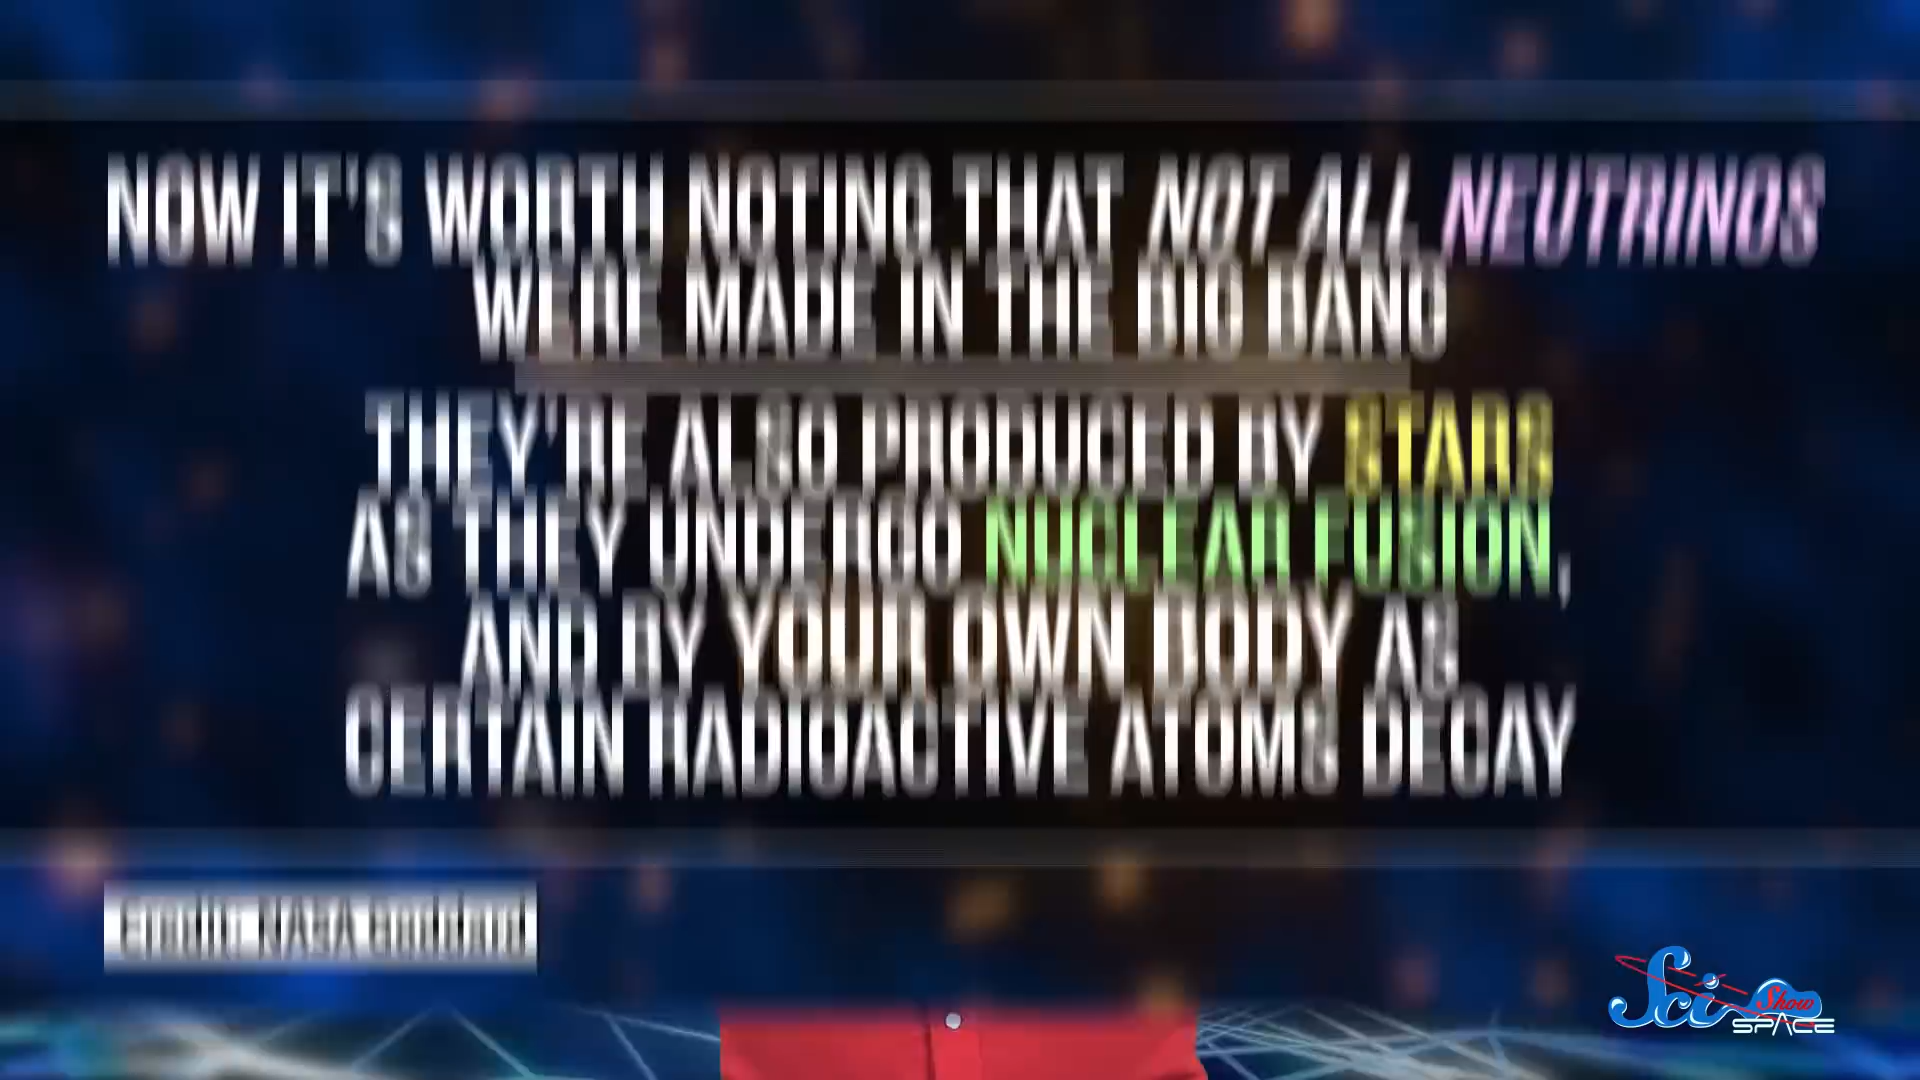 NOW IT'S WORTH NOTING THAT NOT ALL NEUTRINOS
WERE MADE IN THE BIG BANG
THEY'RE ALSO PRODUCED BY STARS
AS THEY UNDERGO NUCLEAR FUSION,
AND BY YOUR OWN BODY AS
CERTAIN RADIOACTIVE ATOMS DECAY
Credit: NASA Goddard
Sci Show
SPACE